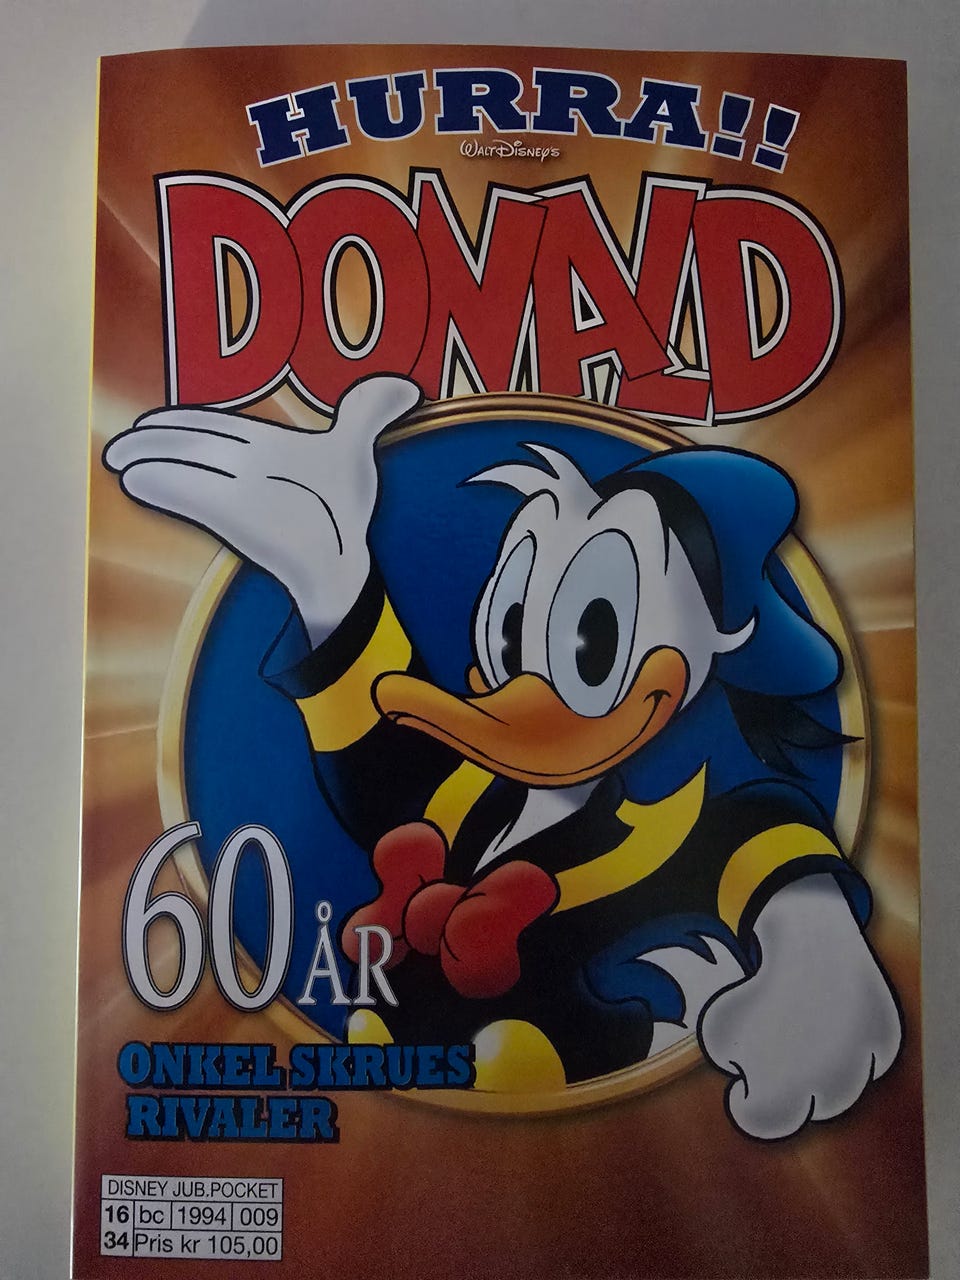 HURRA!!
WALT DISNEY'S
DONALD
60 ÅR
ONKEL SKRUES
RIVALER
DISNEY JUB.POCKET
16 bc 1994 009
34 Pris kr 105,00